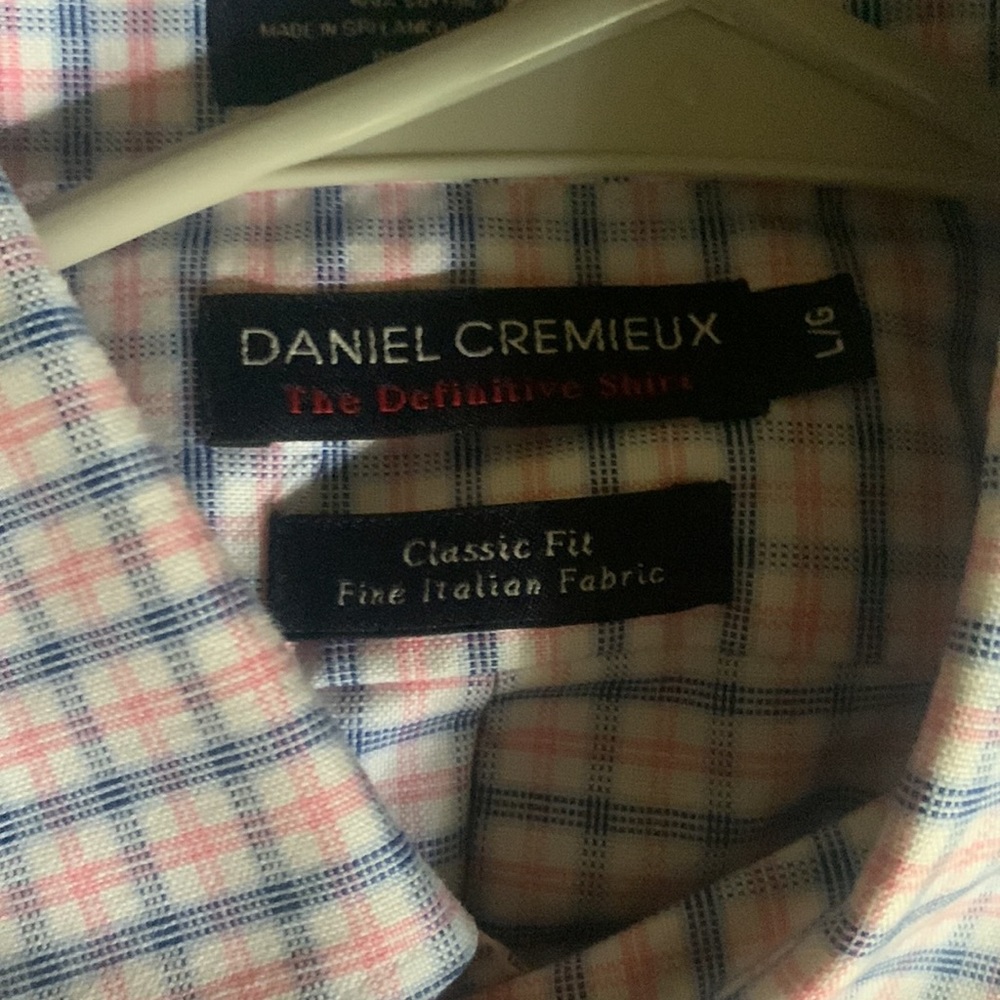 MADE IN SRI LANKA
DANIEL CREMIEUX
The Definitive Shirt
L/G
Classic Fit
Fine Italian Fabric